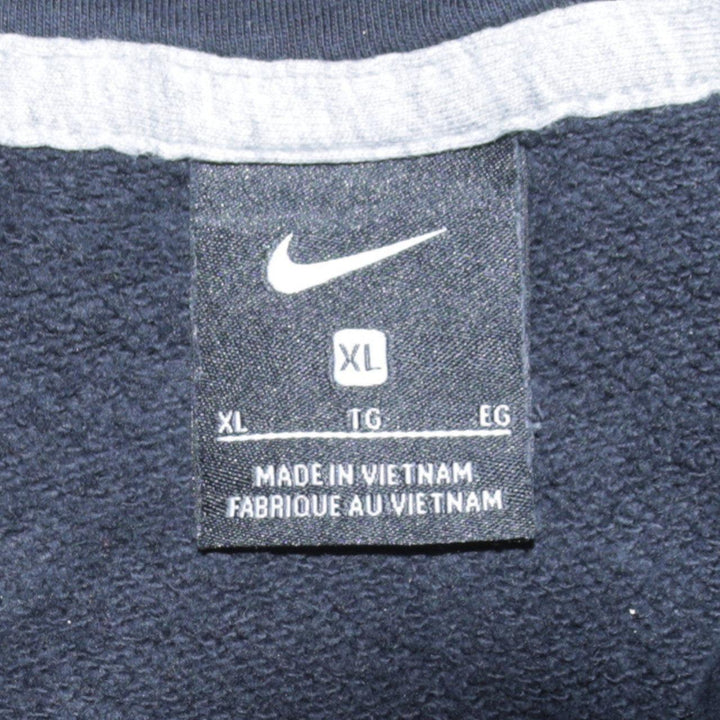 XL
XL TG EG
MADE IN VIETNAM
FABRIQUE AU VIETNAM